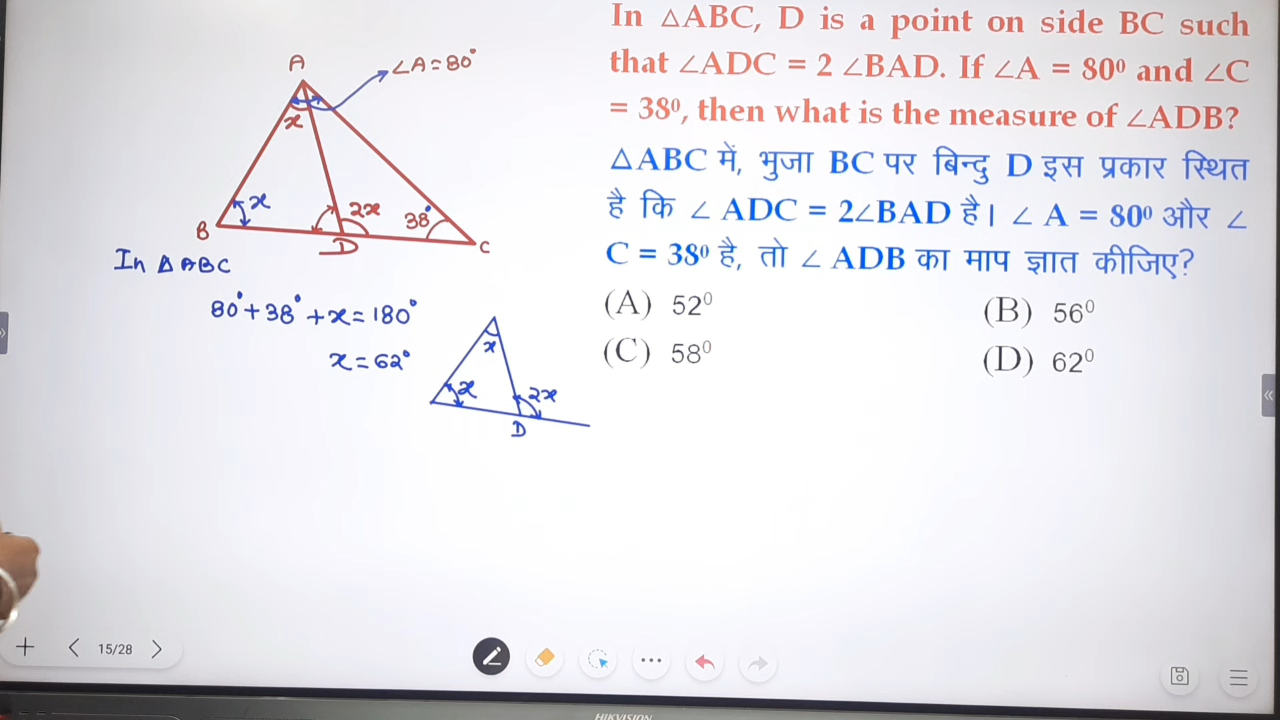 In △ABC, D is a point on side BC such
that ∠ADC = 2 ∠BAD. If ∠A = 80⁰ and ∠C
= 38⁰, then what is the measure of ∠ADB?
△ABC में, भुजा BC पर बिन्दु D इस प्रकार स्थित
है कि ∠ ADC = 2∠BAD है। ∠ A = 80⁰ और ∠
C = 38⁰ है, तो ∠ ADB का माप ज्ञात कीजिए?
(A) 52⁰ (B) 56⁰
(C) 58⁰ (D) 62⁰
A
∠A=80°
x
x
2x
38°
B
D
C
In △ABC
80°+38°+x=180°
x=62°
x
x
2x
D
15/28
HIKVISION